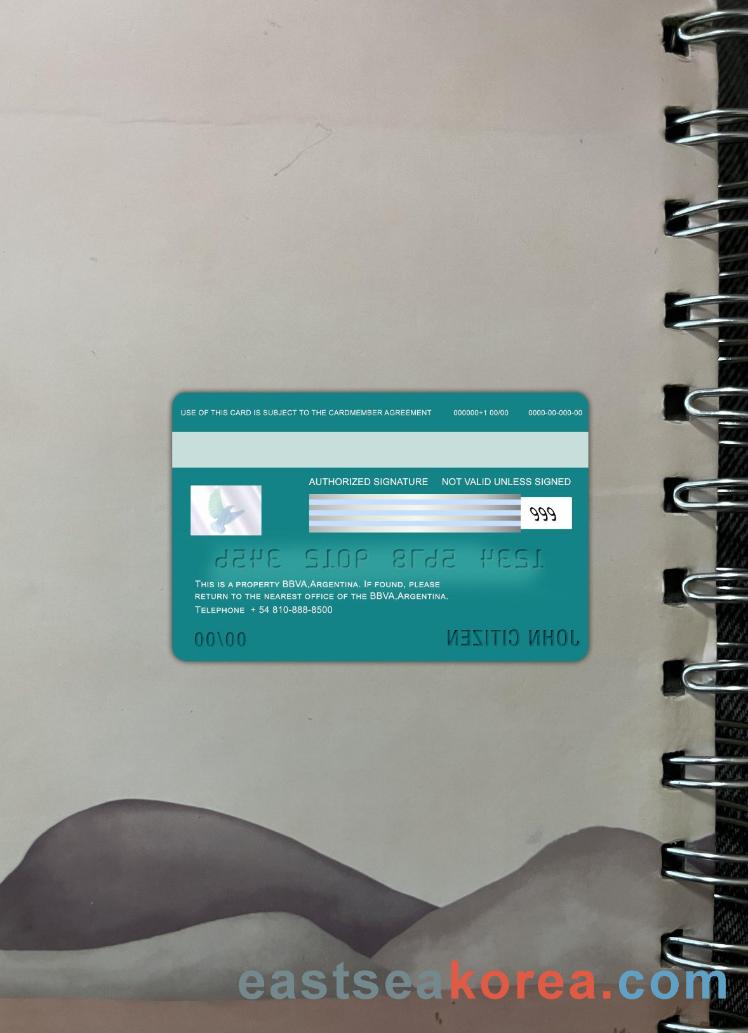 USE OF THIS CARD IS SUBJECT TO THE CARDMEMBER AGREEMENT 000000+1 00/00 0000-00-000-00
AUTHORIZED SIGNATURE NOT VALID UNLESS SIGNED
999
1234 5678 9012 3456
THIS IS A PROPERTY BBVA,ARGENTINA. IF FOUND, PLEASE
RETURN TO THE NEAREST OFFICE OF THE BBVA,ARGENTINA.
TELEPHONE + 54 810-888-8500
JOHN CITIZEN 00/00
eastseakorea.com